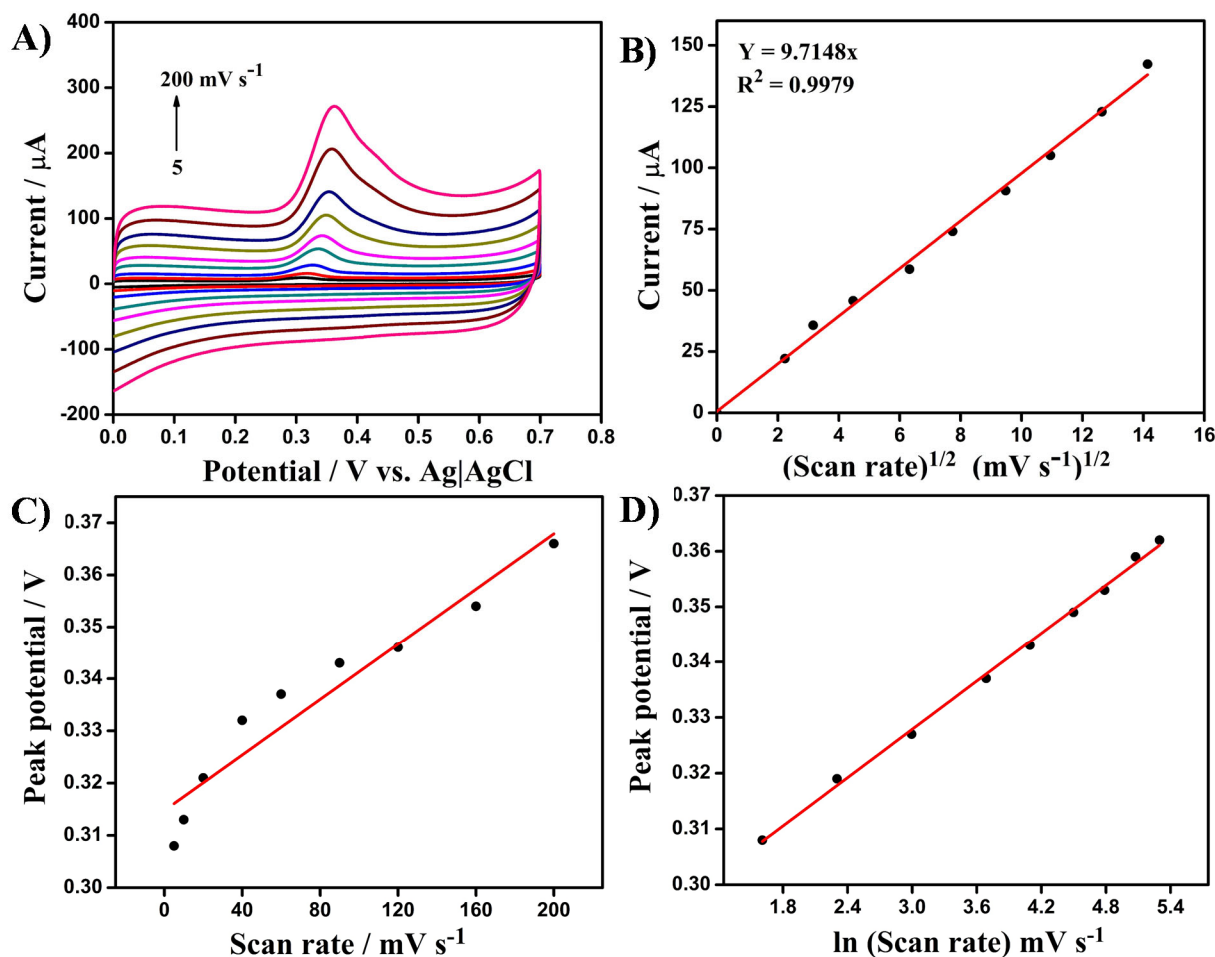 A)
200 mV s⁻¹
5
400
300
200
100
0
-100
-200
0.0 0.1 0.2 0.3 0.4 0.5 0.6 0.7 0.8
Current / μA
Potential / V vs. Ag|AgCl
B)
Y = 9.7148x
R² = 0.9979
150
125
100
75
50
25
0
0 2 4 6 8 10 12 14 16
Current / μA
(Scan rate)¹/² (mV s⁻¹)¹/²
C)
0.37
0.36
0.35
0.34
0.33
0.32
0.31
0.30
0 40 80 120 160 200
Peak potential / V
Scan rate / mV s⁻¹
D)
0.37
0.36
0.35
0.34
0.33
0.32
0.31
0.30
1.8 2.4 3.0 3.6 4.2 4.8 5.4
Peak potential / V
ln (Scan rate) mV s⁻¹